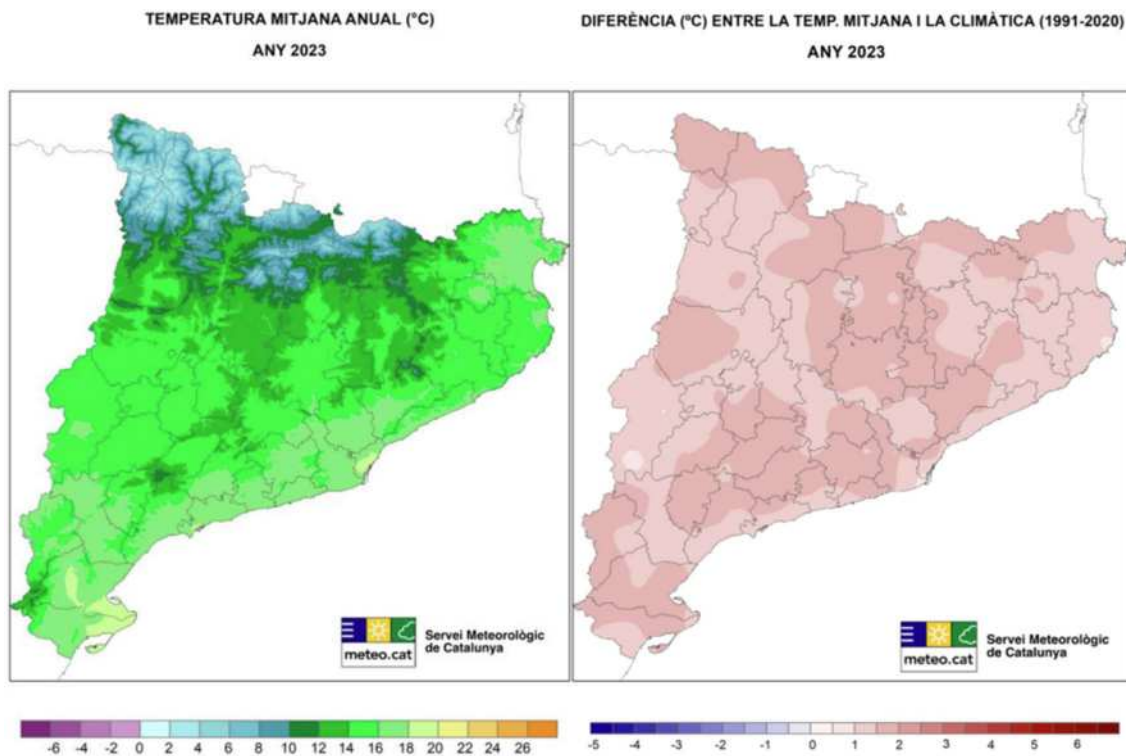 TEMPERATURA MITJANA ANUAL (°C)
ANY 2023
DIFERÈNCIA (ºC) ENTRE LA TEMP. MITJANA I LA CLIMÀTICA (1991-2020)
ANY 2023
Servei Meteorològic
de Catalunya
meteo.cat
Servei Meteorològic
de Catalunya
meteo.cat
-6 -4 -2 0 2 4 6 8 10 12 14 16 18 20 22 24 26
-5 -4 -3 -2 -1 0 1 2 3 4 5 6